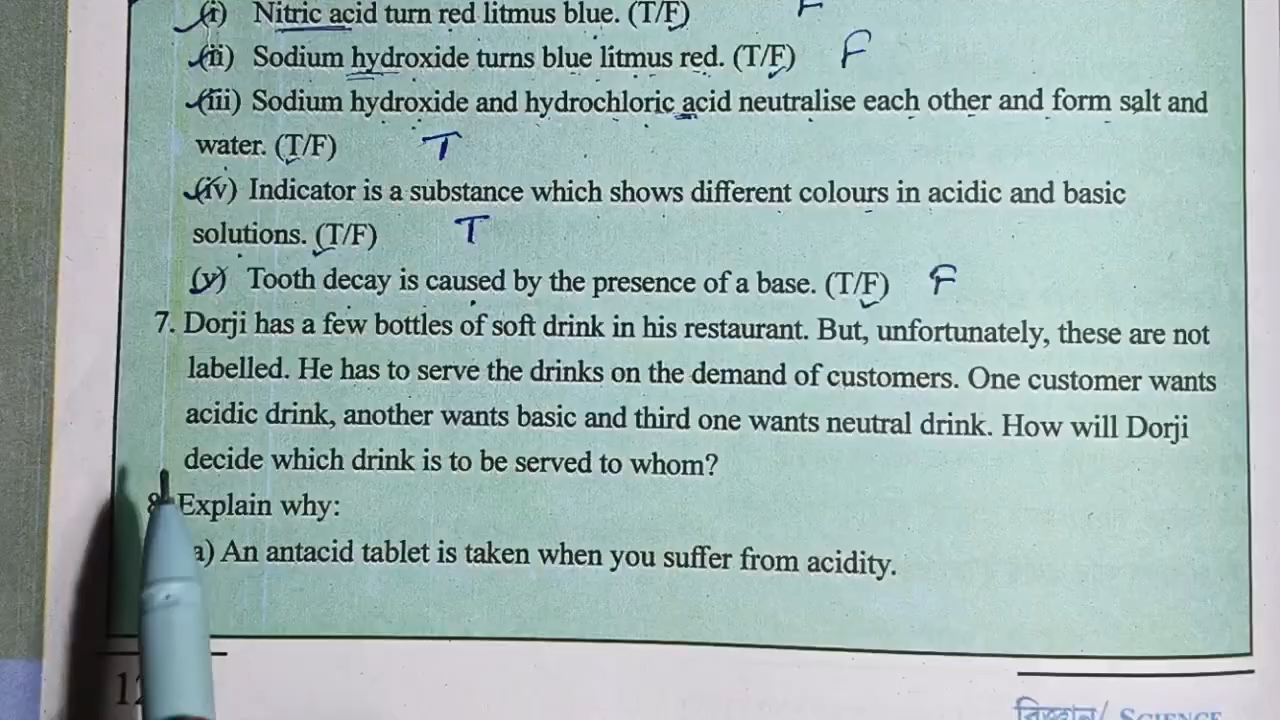 (i) Nitric acid turn red litmus blue. (T/F) F
(ii) Sodium hydroxide turns blue litmus red. (T/F) F
(iii) Sodium hydroxide and hydrochloric acid neutralise each other and form salt and
water. (T/F) T
(iv) Indicator is a substance which shows different colours in acidic and basic
solutions. (T/F) T
(v) Tooth decay is caused by the presence of a base. (T/F) F
7. Dorji has a few bottles of soft drink in his restaurant. But, unfortunately, these are not
labelled. He has to serve the drinks on the demand of customers. One customer wants
acidic drink, another wants basic and third one wants neutral drink. How will Dorji
decide which drink is to be served to whom?
8. Explain why:
a) An antacid tablet is taken when you suffer from acidity.
SCIENCE